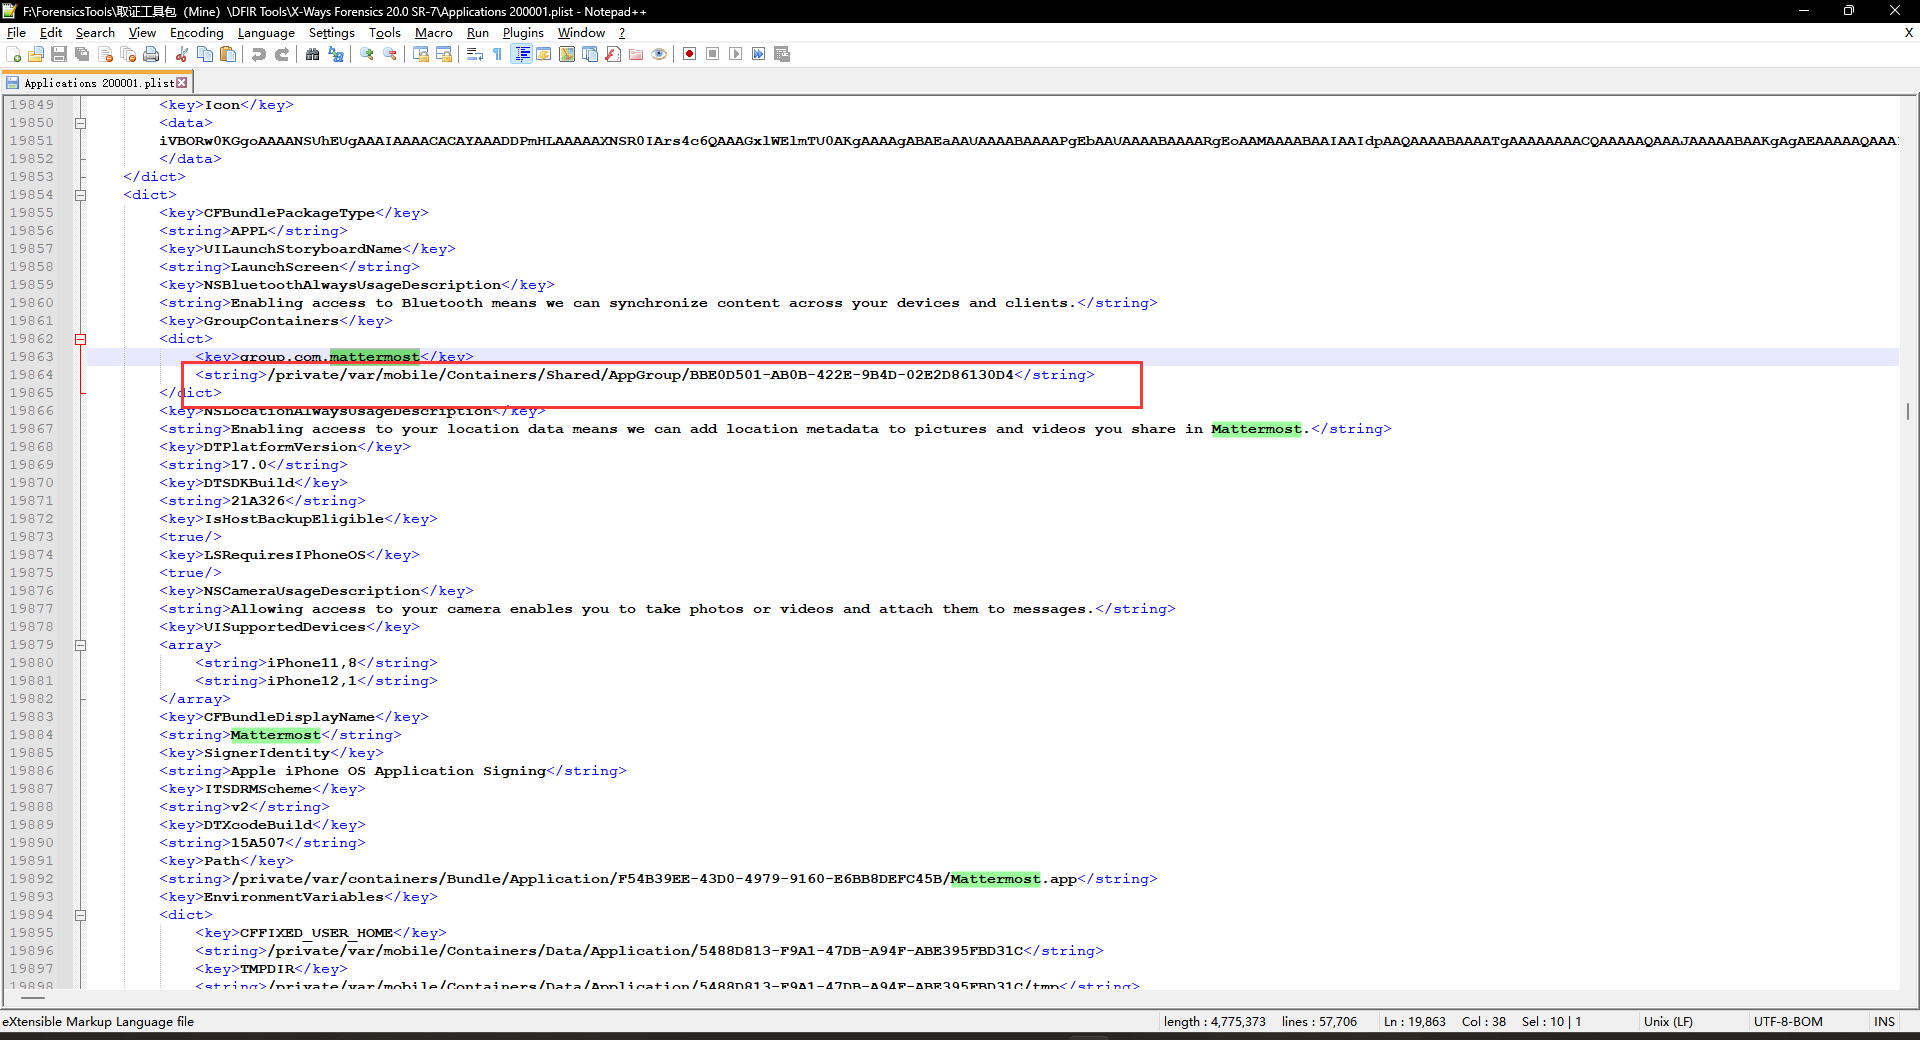 F:\ForensicsTools\取证工具包（Mine）\DFIR Tools\X-Ways Forensics 20.0 SR-7\Applications 200001.plist - Notepad++
File Edit Search View Encoding Language Settings Tools Macro Run Plugins Window ? X
Applications 200001.plist
19849 <key>Icon</key>
19850 <data>
19851 iVBORw0KGgoAAAANSUhEUgAAAIAAAACACAYAAADDPmHLAAAAAXNSR0IArs4c6QAAAGxlWElmTU0AKgAAAAgABAEaAAUAAAABAAAAPgEbAAUAAAABAAAARgEoAAMAAAABAAIAAIdpAAQAAAABAAAATgAAAAAAAACQAAAAAQAAAJAAAAABAAKgAgAEAAAAAQAAA
19852 </data>
19853 </dict>
19854 <dict>
19855 <key>CFBundlePackageType</key>
19856 <string>APPL</string>
19857 <key>UILaunchStoryboardName</key>
19858 <string>LaunchScreen</string>
19859 <key>NSBluetoothAlwaysUsageDescription</key>
19860 <string>Enabling access to Bluetooth means we can synchronize content across your devices and clients.</string>
19861 <key>GroupContainers</key>
19862 <dict>
19863 <key>group.com.mattermost</key>
19864 <string>/private/var/mobile/Containers/Shared/AppGroup/BBE0D501-AB0B-422E-9B4D-02E2D86130D4</string>
19865 </dict>
19866 <key>NSLocationAlwaysUsageDescription</key>
19867 <string>Enabling access to your location data means we can add location metadata to pictures and videos you share in Mattermost.</string>
19868 <key>DTPlatformVersion</key>
19869 <string>17.0</string>
19870 <key>DTSDKBuild</key>
19871 <string>21A326</string>
19872 <key>IsHostBackupEligible</key>
19873 <true/>
19874 <key>LSRequiresIPhoneOS</key>
19875 <true/>
19876 <key>NSCameraUsageDescription</key>
19877 <string>Allowing access to your camera enables you to take photos or videos and attach them to messages.</string>
19878 <key>UISupportedDevices</key>
19879 <array>
19880 <string>iPhone11,8</string>
19881 <string>iPhone12,1</string>
19882 </array>
19883 <key>CFBundleDisplayName</key>
19884 <string>Mattermost</string>
19885 <key>SignerIdentity</key>
19886 <string>Apple iPhone OS Application Signing</string>
19887 <key>ITSDRMScheme</key>
19888 <string>v2</string>
19889 <key>DTXcodeBuild</key>
19890 <string>15A507</string>
19891 <key>Path</key>
19892 <string>/private/var/containers/Bundle/Application/F54B39EE-43D0-4979-9160-E6BB8DEFC45B/Mattermost.app</string>
19893 <key>EnvironmentVariables</key>
19894 <dict>
19895 <key>CFFIXED_USER_HOME</key>
19896 <string>/private/var/mobile/Containers/Data/Application/5488D813-F9A1-47DB-A94F-ABE395FBD31C</string>
19897 <key>TMPDIR</key>
19898 <string>/private/var/mobile/Containers/Data/Application/5488D813-F9A1-47DB-A94F-ABE395FBD31C/tmp</string>
eXtensible Markup Language file length : 4,775,373 lines : 57,706 Ln : 19,863 Col : 38 Sel : 10 | 1 Unix (LF) UTF-8-BOM INS